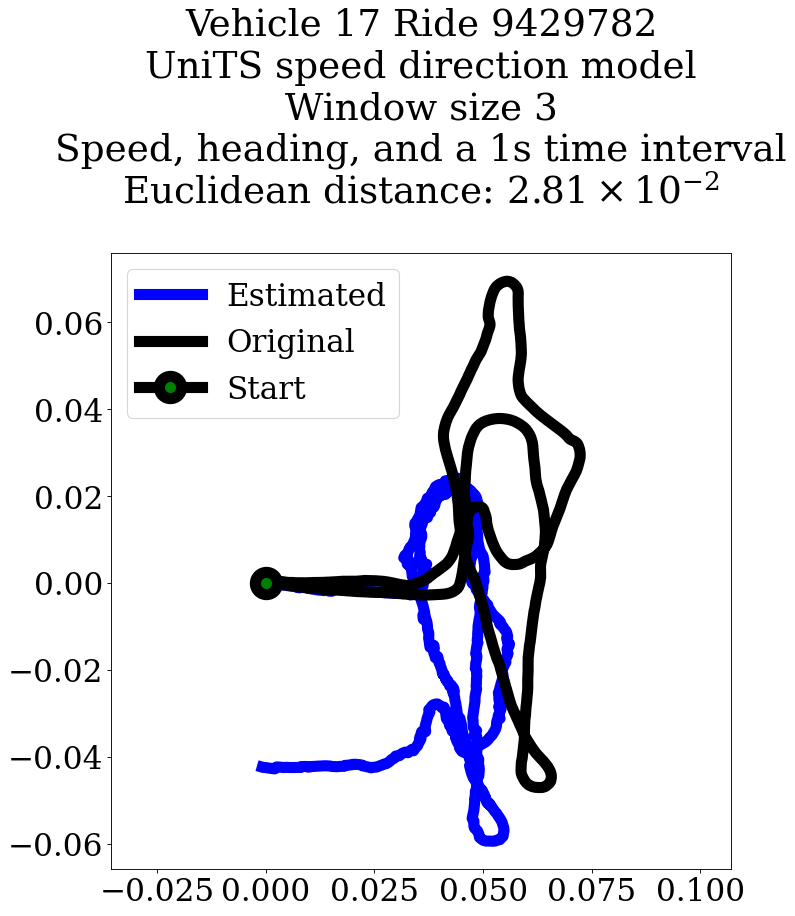 Vehicle 17 Ride 9429782
UniTS speed direction model
Window size 3
Speed, heading, and a 1s time interval
Euclidean distance: 2.81 × 10⁻²
Estimated
Original
Start
0.06
0.04
0.02
0.00
−0.02
−0.04
−0.06
−0.025 0.000 0.025 0.050 0.075 0.100